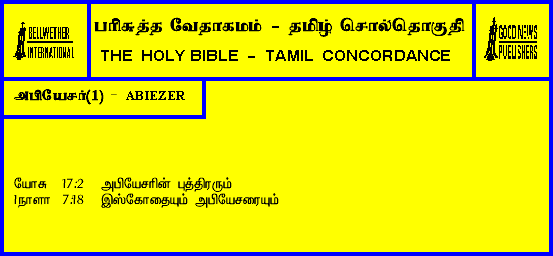 BELLWETHER
INTERNATIONAL
பரிசுத்த வேதாகமம் - தமிழ் சொல்தொகுதி
THE HOLY BIBLE - TAMIL CONCORDANCE
GOOD NEWS
PUBLISHERS
அபியேசர்(1) - ABIEZER
யோசு 17:2 அபியேசரின் புத்திரரும்
1நாளா 7:18 இஸ்கோதையும் அபியேசரையும்